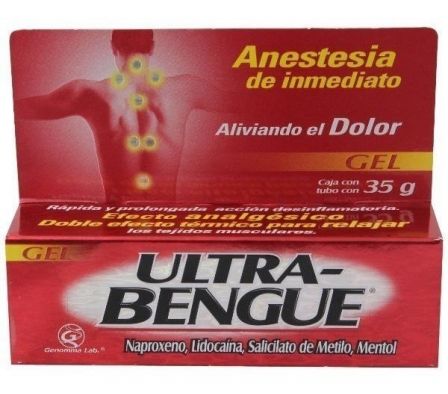 Anestesia
de inmediato
Aliviando el Dolor
GEL
Caja con
tubo con 35 g
Rápida y prolongada acción desinflamatoria.
Efecto analgésico
Doble efecto térmico para relajar
los tejidos musculares.
GEL
ULTRA-
BENGUE®
Genomma Lab.®
Naproxeno, Lidocaína, Salicilato de Metilo, Mentol